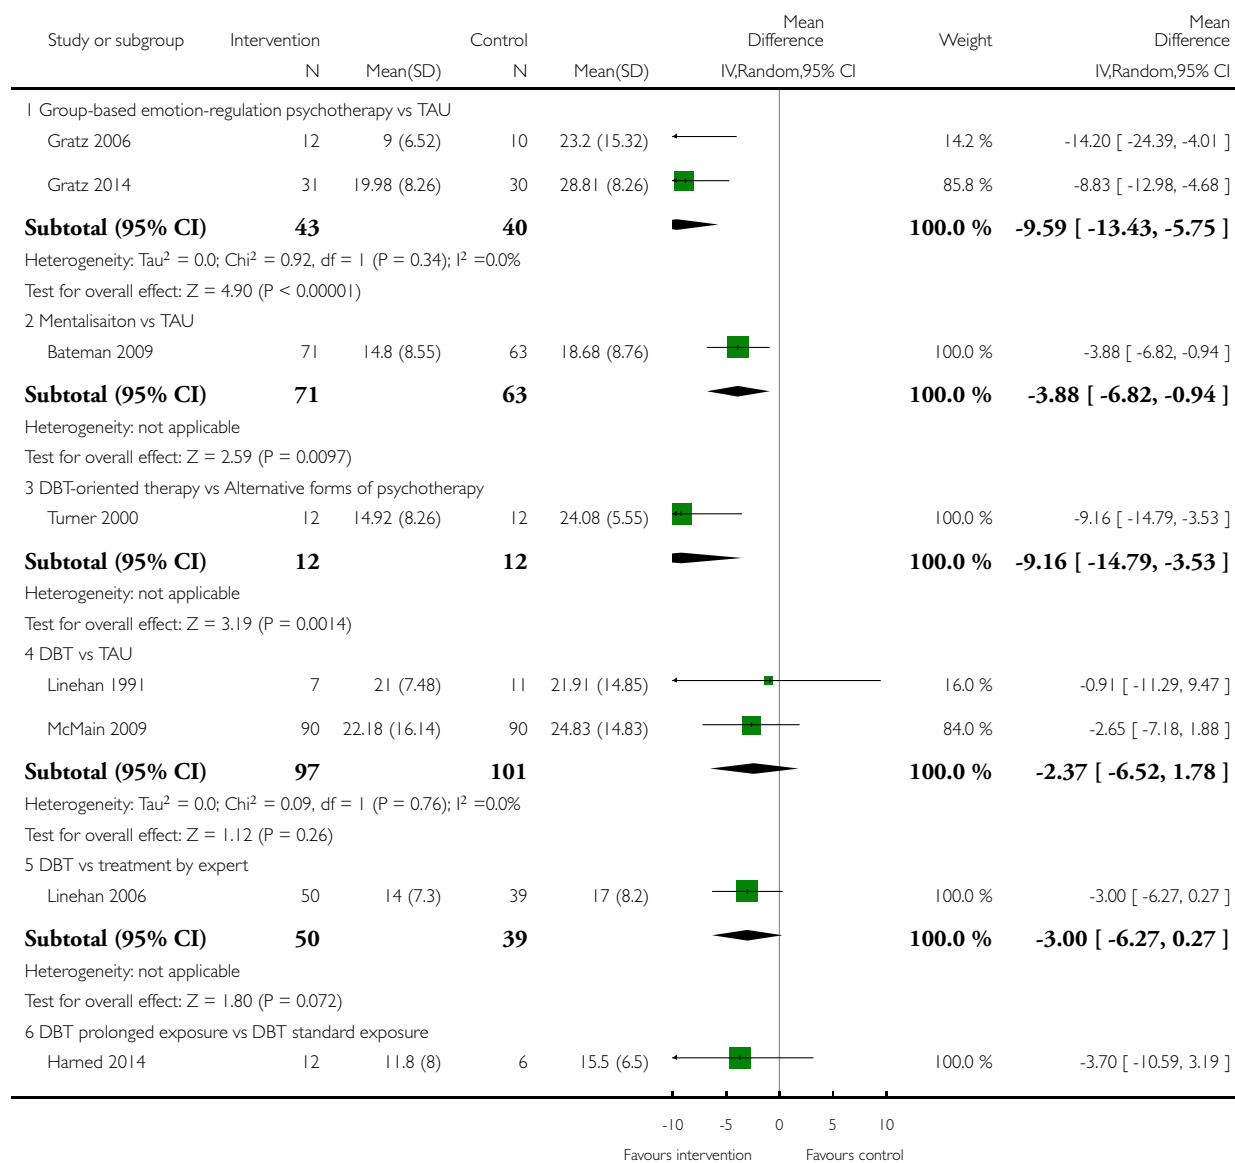 Study or subgroup Intervention Control Mean Difference Weight Mean Difference
N Mean(SD) N Mean(SD) IV,Random,95% CI IV,Random,95% CI
1 Group-based emotion-regulation psychotherapy vs TAU
Gratz 2006 12 9 (6.52) 10 23.2 (15.32) 14.2 % -14.20 [ -24.39, -4.01 ]
Gratz 2014 31 19.98 (8.26) 30 28.81 (8.26) 85.8 % -8.83 [ -12.98, -4.68 ]
Subtotal (95% CI) 43 40 100.0 % -9.59 [ -13.43, -5.75 ]
Heterogeneity: Tau² = 0.0; Chi² = 0.92, df = 1 (P = 0.34); I² =0.0%
Test for overall effect: Z = 4.90 (P < 0.00001)
2 Mentalisaiton vs TAU
Bateman 2009 71 14.8 (8.55) 63 18.68 (8.76) 100.0 % -3.88 [ -6.82, -0.94 ]
Subtotal (95% CI) 71 63 100.0 % -3.88 [ -6.82, -0.94 ]
Heterogeneity: not applicable
Test for overall effect: Z = 2.59 (P = 0.0097)
3 DBT-oriented therapy vs Alternative forms of psychotherapy
Turner 2000 12 14.92 (8.26) 12 24.08 (5.55) 100.0 % -9.16 [ -14.79, -3.53 ]
Subtotal (95% CI) 12 12 100.0 % -9.16 [ -14.79, -3.53 ]
Heterogeneity: not applicable
Test for overall effect: Z = 3.19 (P = 0.0014)
4 DBT vs TAU
Linehan 1991 7 21 (7.48) 11 21.91 (14.85) 16.0 % -0.91 [ -11.29, 9.47 ]
McMain 2009 90 22.18 (16.14) 90 24.83 (14.83) 84.0 % -2.65 [ -7.18, 1.88 ]
Subtotal (95% CI) 97 101 100.0 % -2.37 [ -6.52, 1.78 ]
Heterogeneity: Tau² = 0.0; Chi² = 0.09, df = 1 (P = 0.76); I² =0.0%
Test for overall effect: Z = 1.12 (P = 0.26)
5 DBT vs treatment by expert
Linehan 2006 50 14 (7.3) 39 17 (8.2) 100.0 % -3.00 [ -6.27, 0.27 ]
Subtotal (95% CI) 50 39 100.0 % -3.00 [ -6.27, 0.27 ]
Heterogeneity: not applicable
Test for overall effect: Z = 1.80 (P = 0.072)
6 DBT prolonged exposure vs DBT standard exposure
Harned 2014 12 11.8 (8) 6 15.5 (6.5) 100.0 % -3.70 [ -10.59, 3.19 ]
-10 -5 0 5 10
Favours intervention Favours control